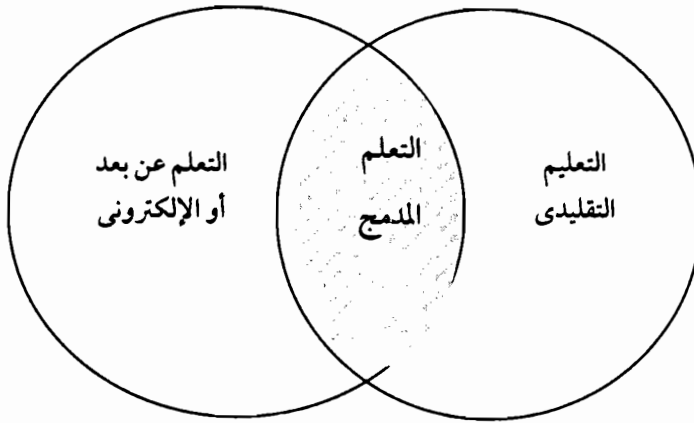 التعليم
التقليدى
التعلم
المدمج
التعلم عن بعد
أو الإلكترونى